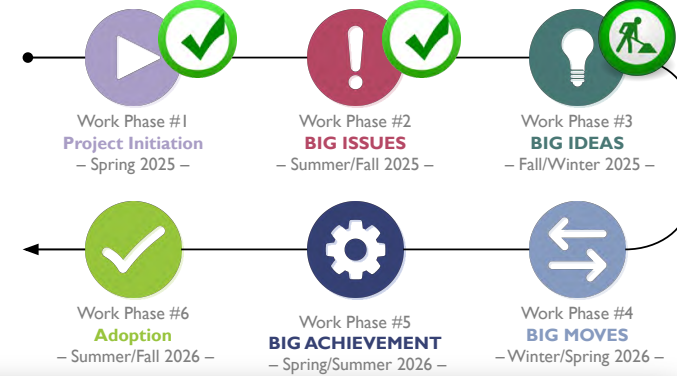 Work Phase #1
Project Initiation
– Spring 2025 –
Work Phase #2
BIG ISSUES
– Summer/Fall 2025 –
Work Phase #3
BIG IDEAS
– Fall/Winter 2025 –
Work Phase #4
BIG MOVES
– Winter/Spring 2026 –
Work Phase #5
BIG ACHIEVEMENT
– Spring/Summer 2026 –
Work Phase #6
Adoption
– Summer/Fall 2026 –